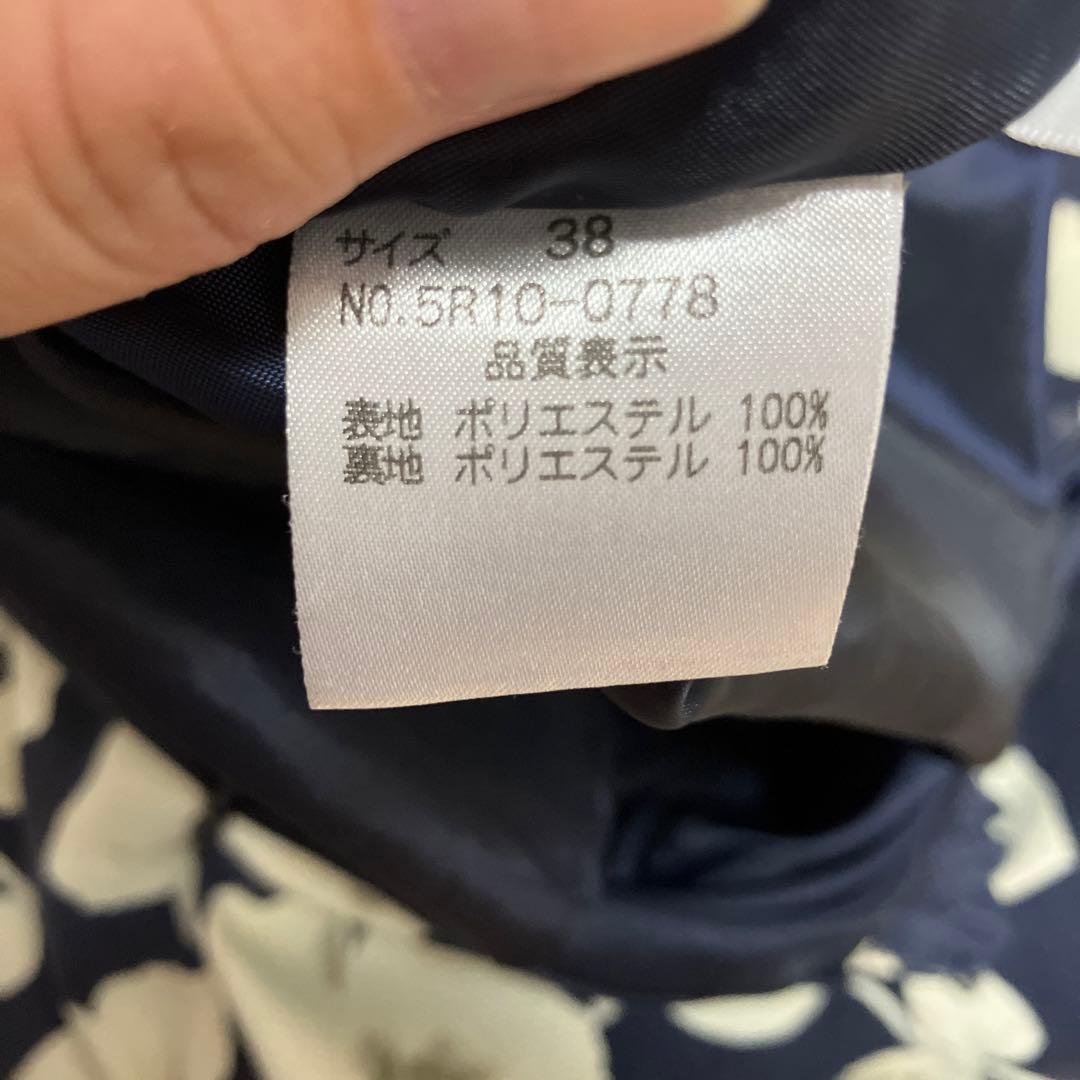 サイズ 38
NO.5R10-0778
品質表示
表地 ポリエステル 100%
裏地 ポリエステル 100%